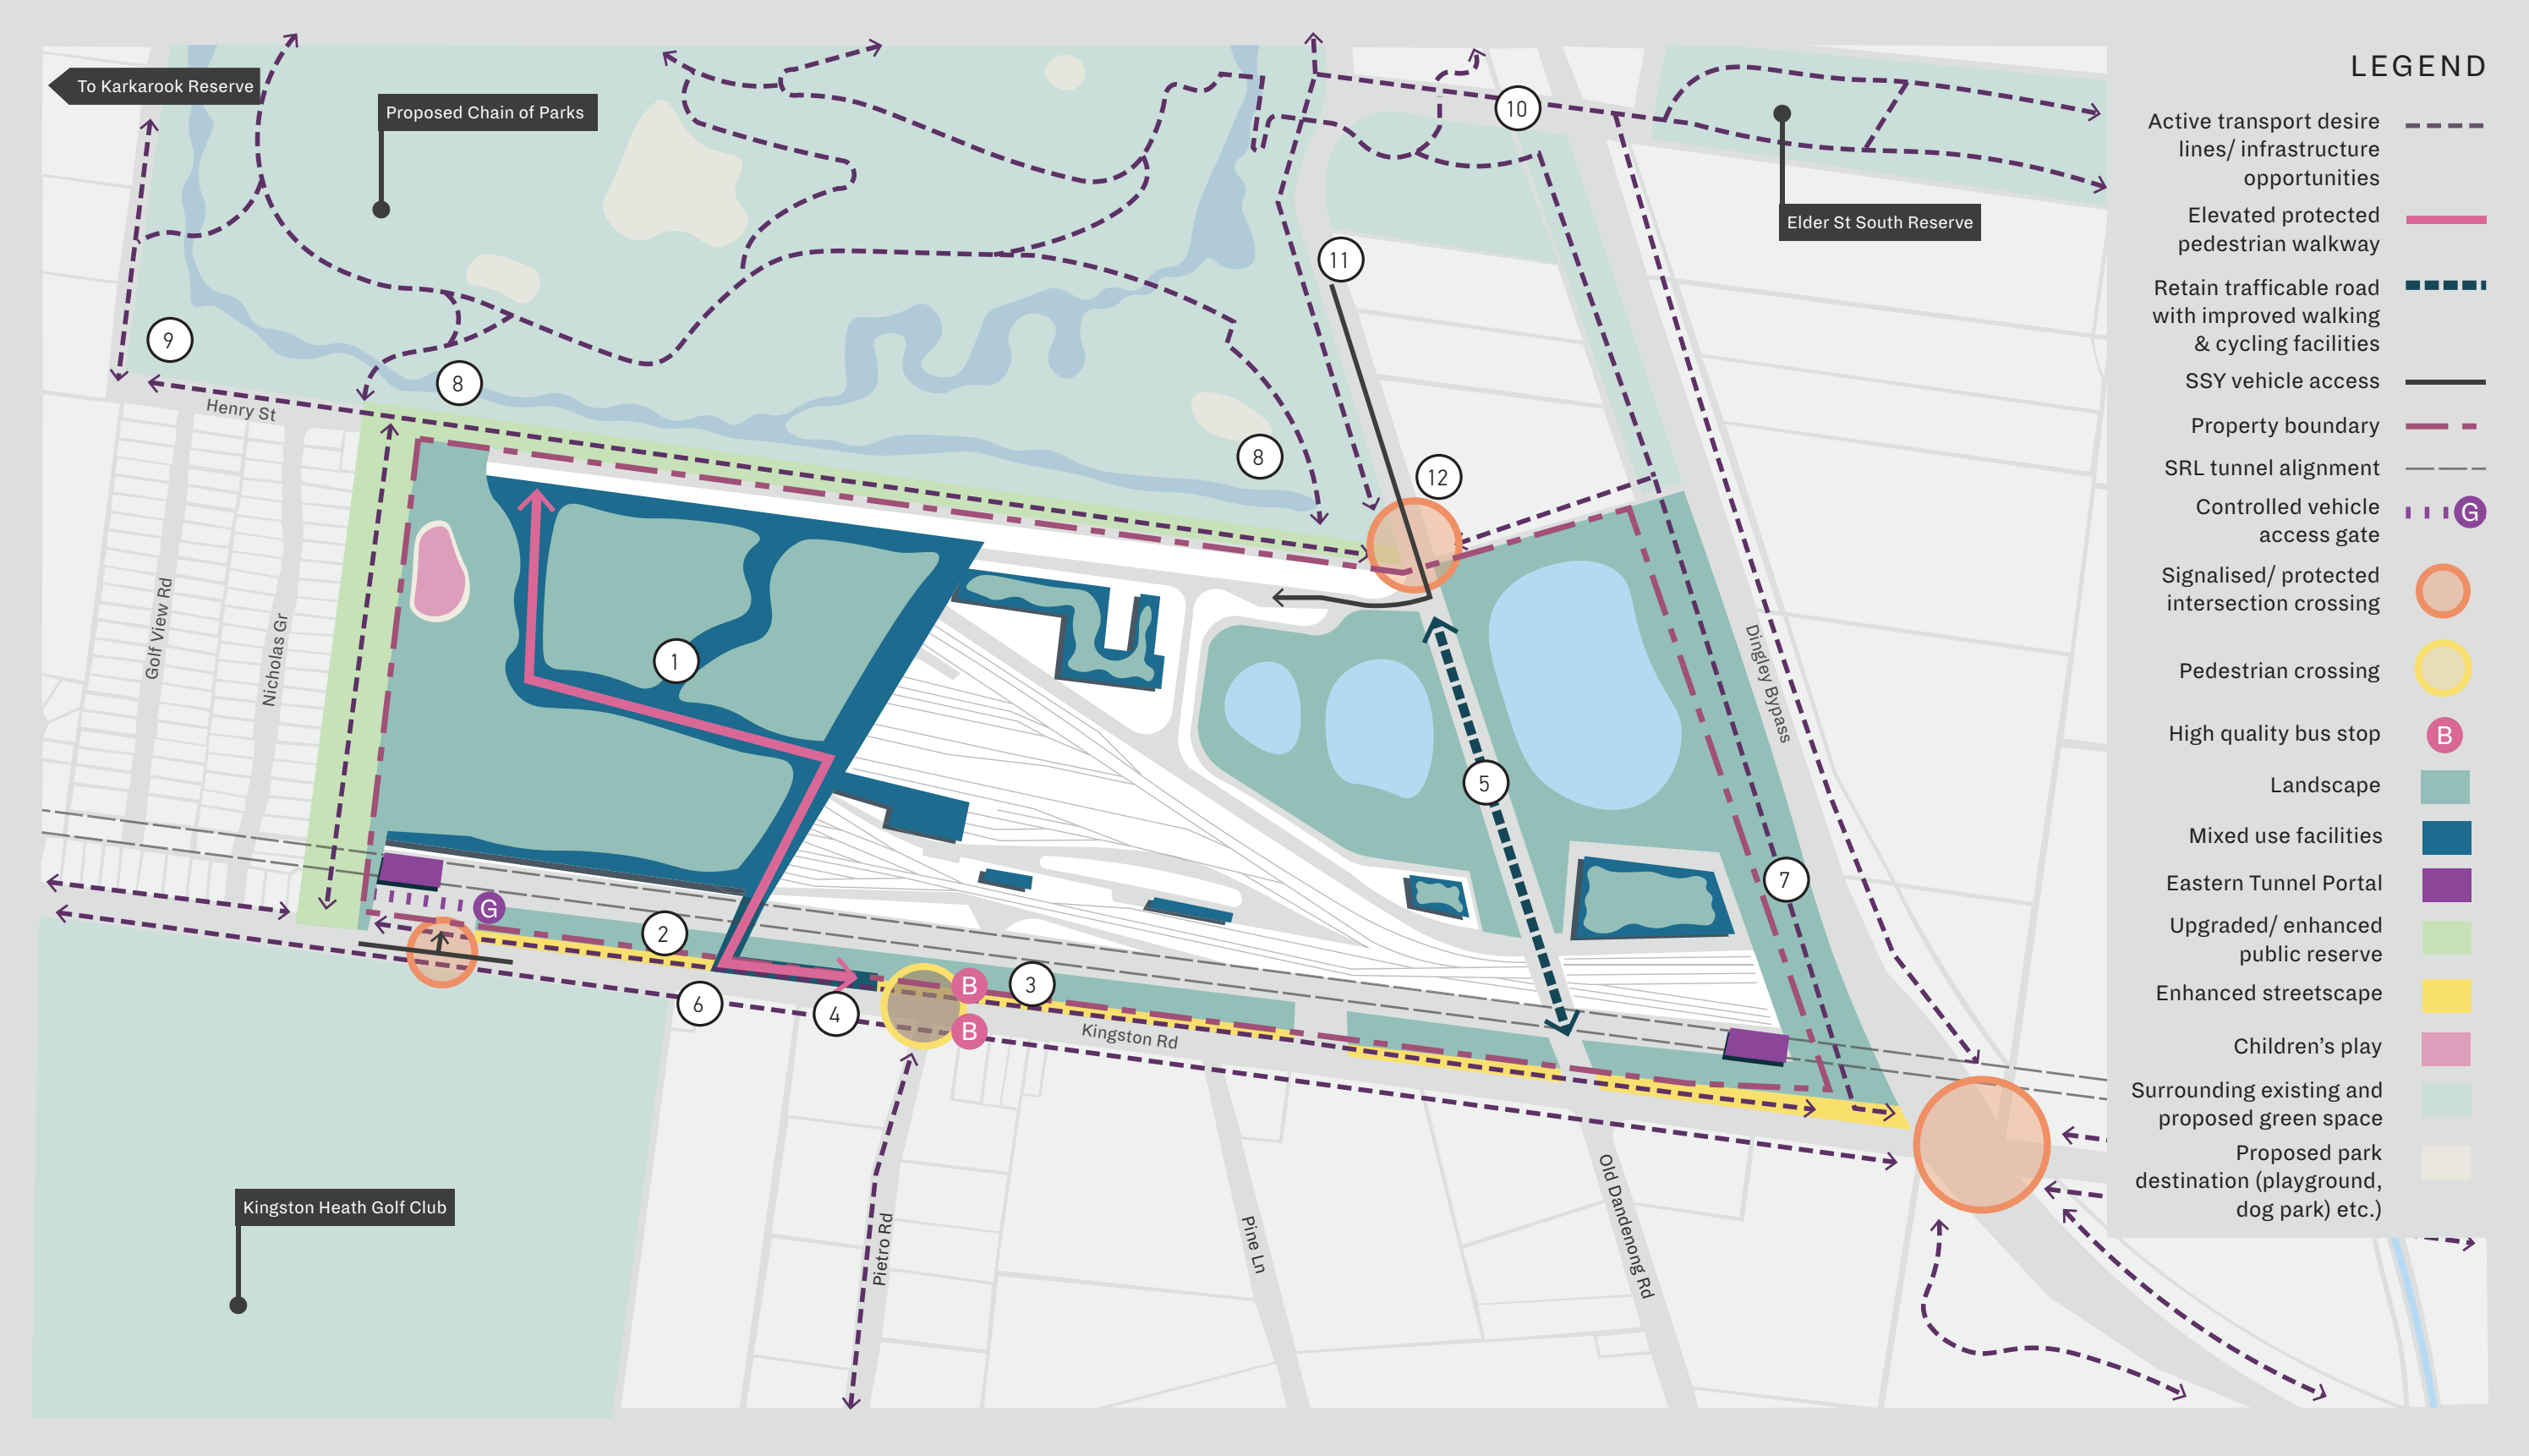 To Karkarook Reserve
Proposed Chain of Parks
10
Elder St South Reserve
11
9
8
Henry St
8
12
Golf View Rd
Nicholas Gr
1
Dingley Bypass
5
7
G
2
3
B
6
4
B
Kingston Rd
Kingston Heath Golf Club
Pietro Rd
Pine Ln
Old Dandenong Rd
LEGEND
Active transport desire
lines/ infrastructure
opportunities
Elevated protected
pedestrian walkway
Retain trafficable road
with improved walking
& cycling facilities
SSY vehicle access
Property boundary
SRL tunnel alignment
Controlled vehicle
access gate
G
Signalised/ protected
intersection crossing
Pedestrian crossing
High quality bus stop
B
Landscape
Mixed use facilities
Eastern Tunnel Portal
Upgraded/ enhanced
public reserve
Enhanced streetscape
Children's play
Surrounding existing and
proposed green space
Proposed park
destination (playground,
dog park) etc.)